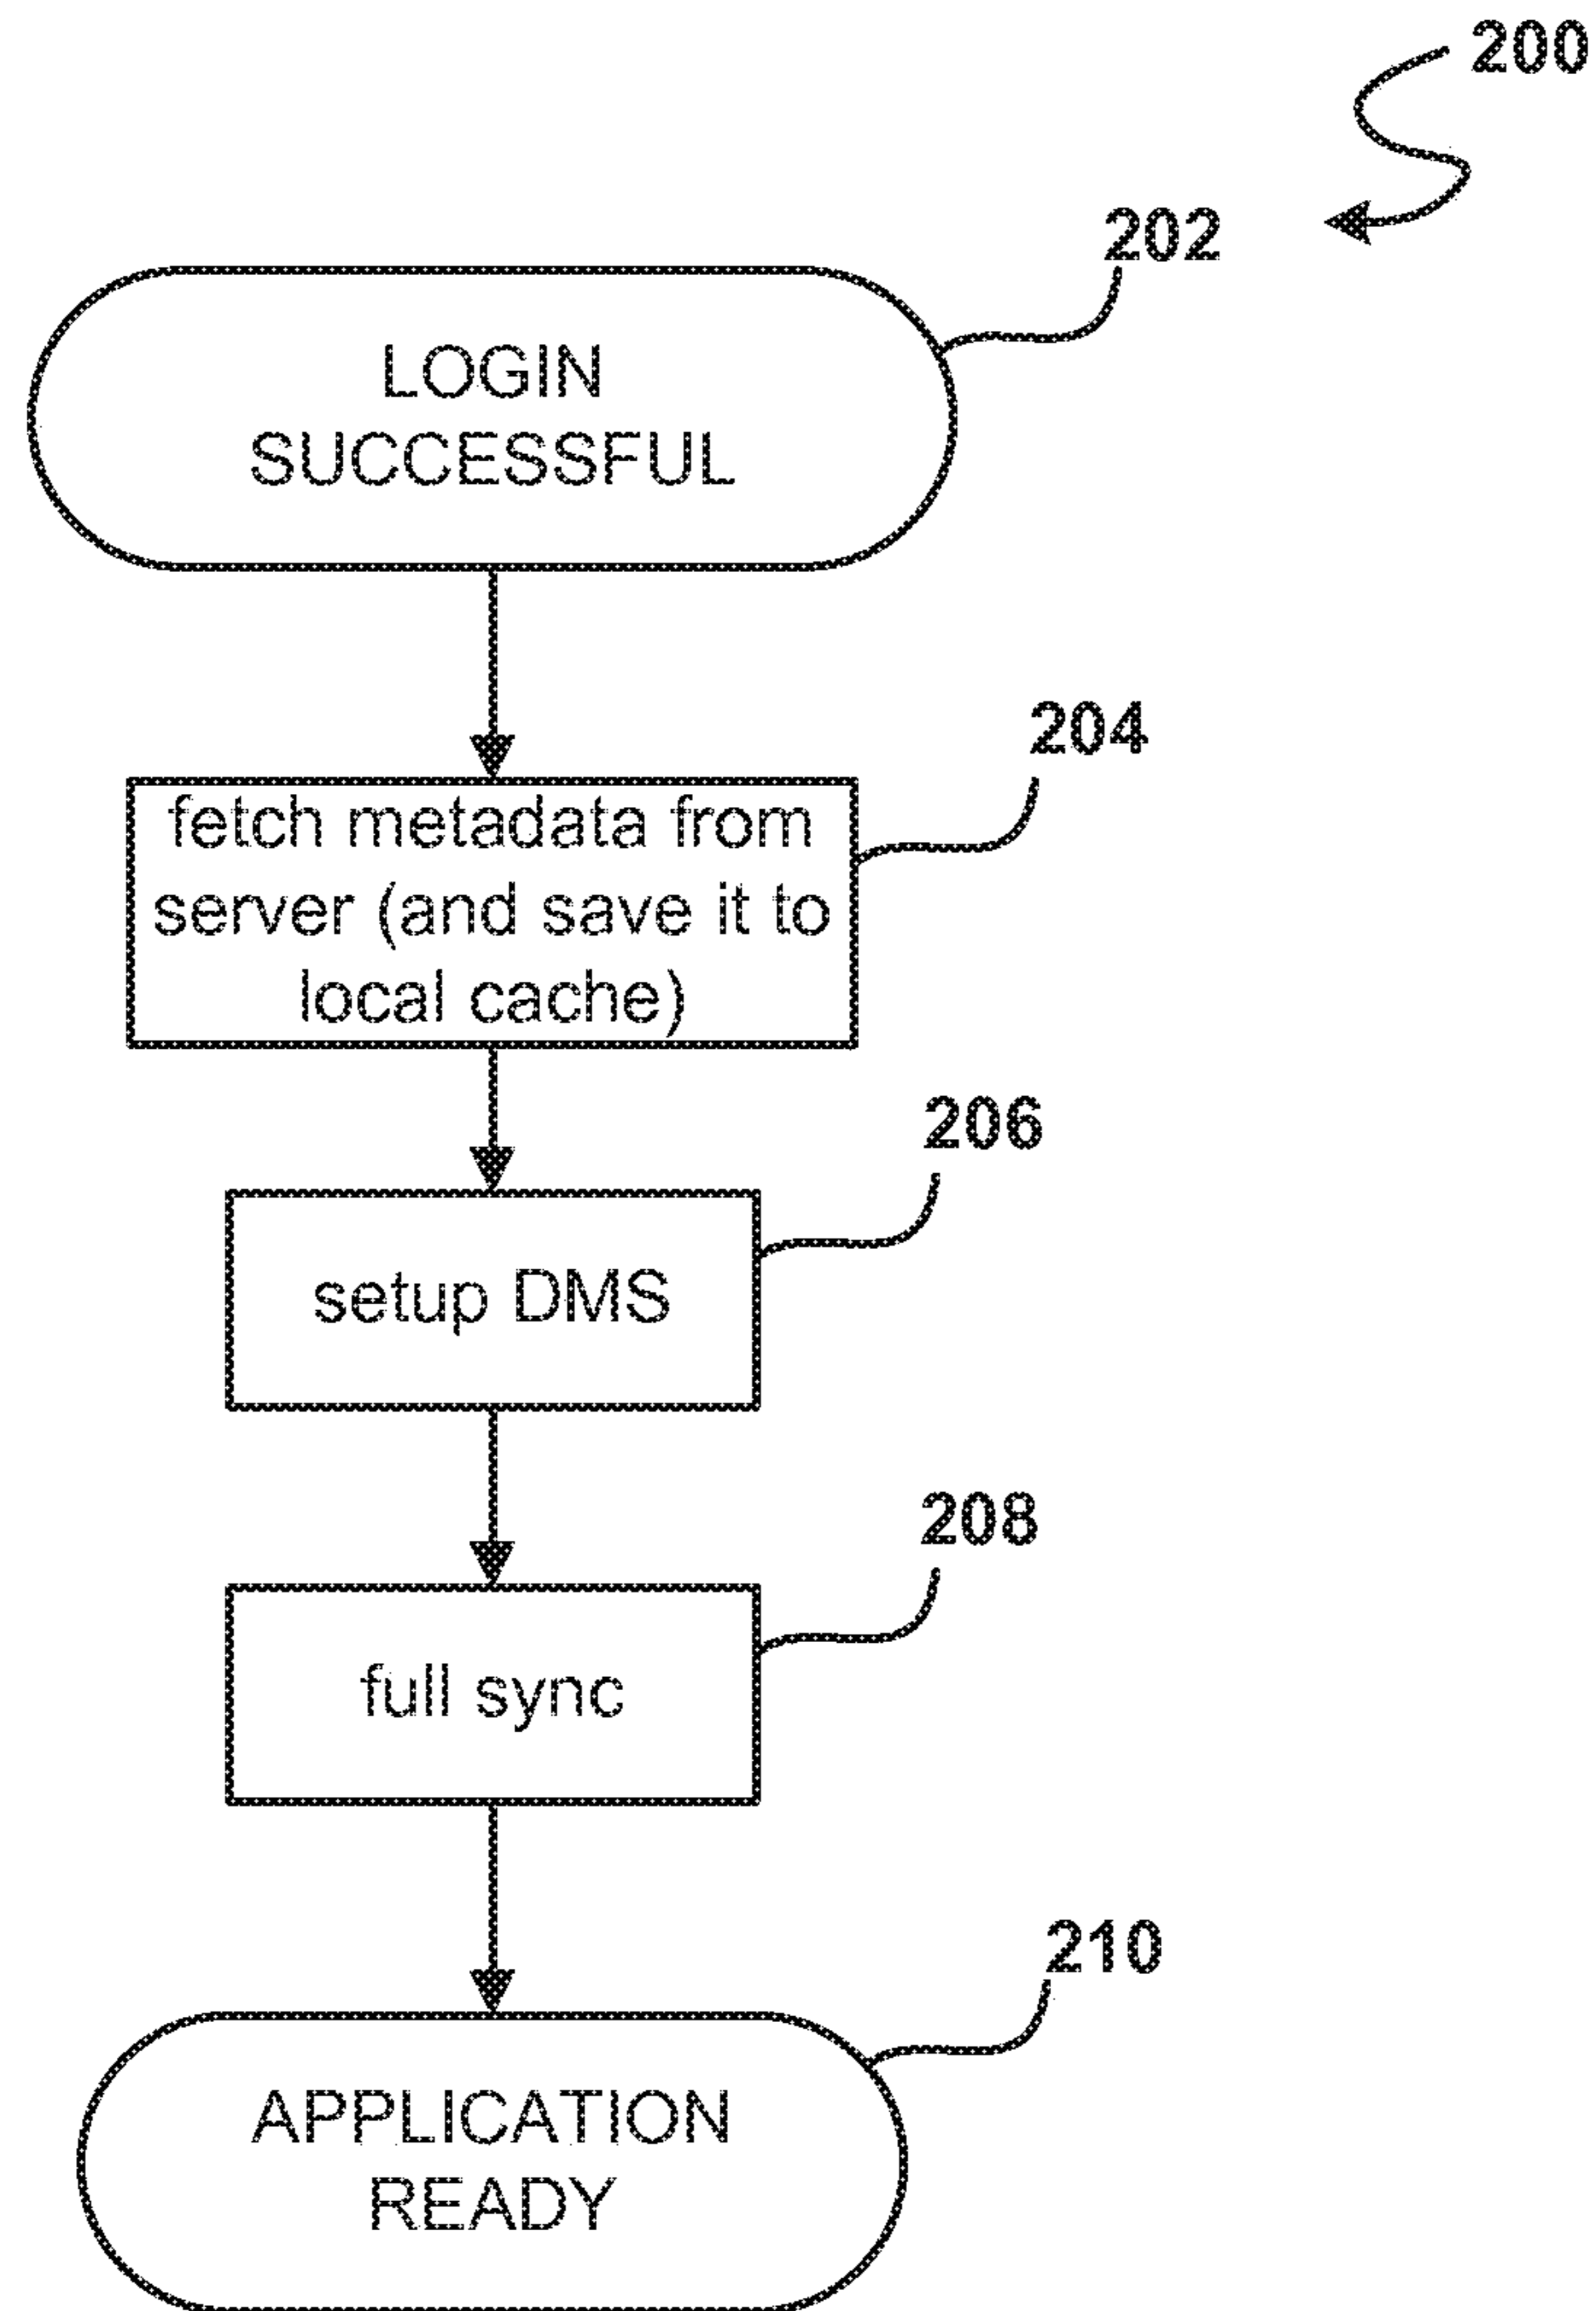 200
202
LOGIN
SUCCESSFUL
204
fetch metadata from
server (and save it to
local cache)
206
setup DMS
208
full sync
210
APPLICATION
READY